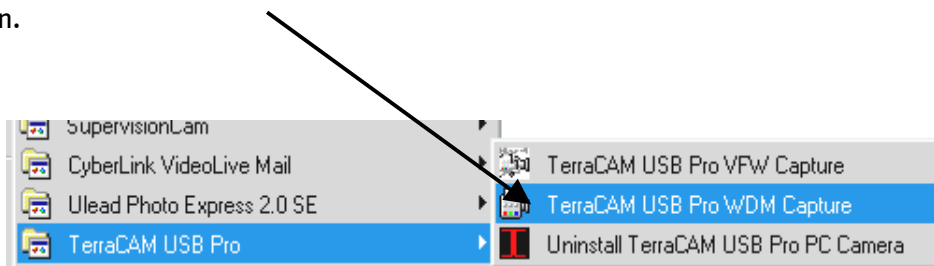 n.
SupervisionCam
CyberLink VideoLive Mail
Ulead Photo Express 2.0 SE
TerraCAM USB Pro
TerraCAM USB Pro VFW Capture
TerraCAM USB Pro WDM Capture
Uninstall TerraCAM USB Pro PC Camera